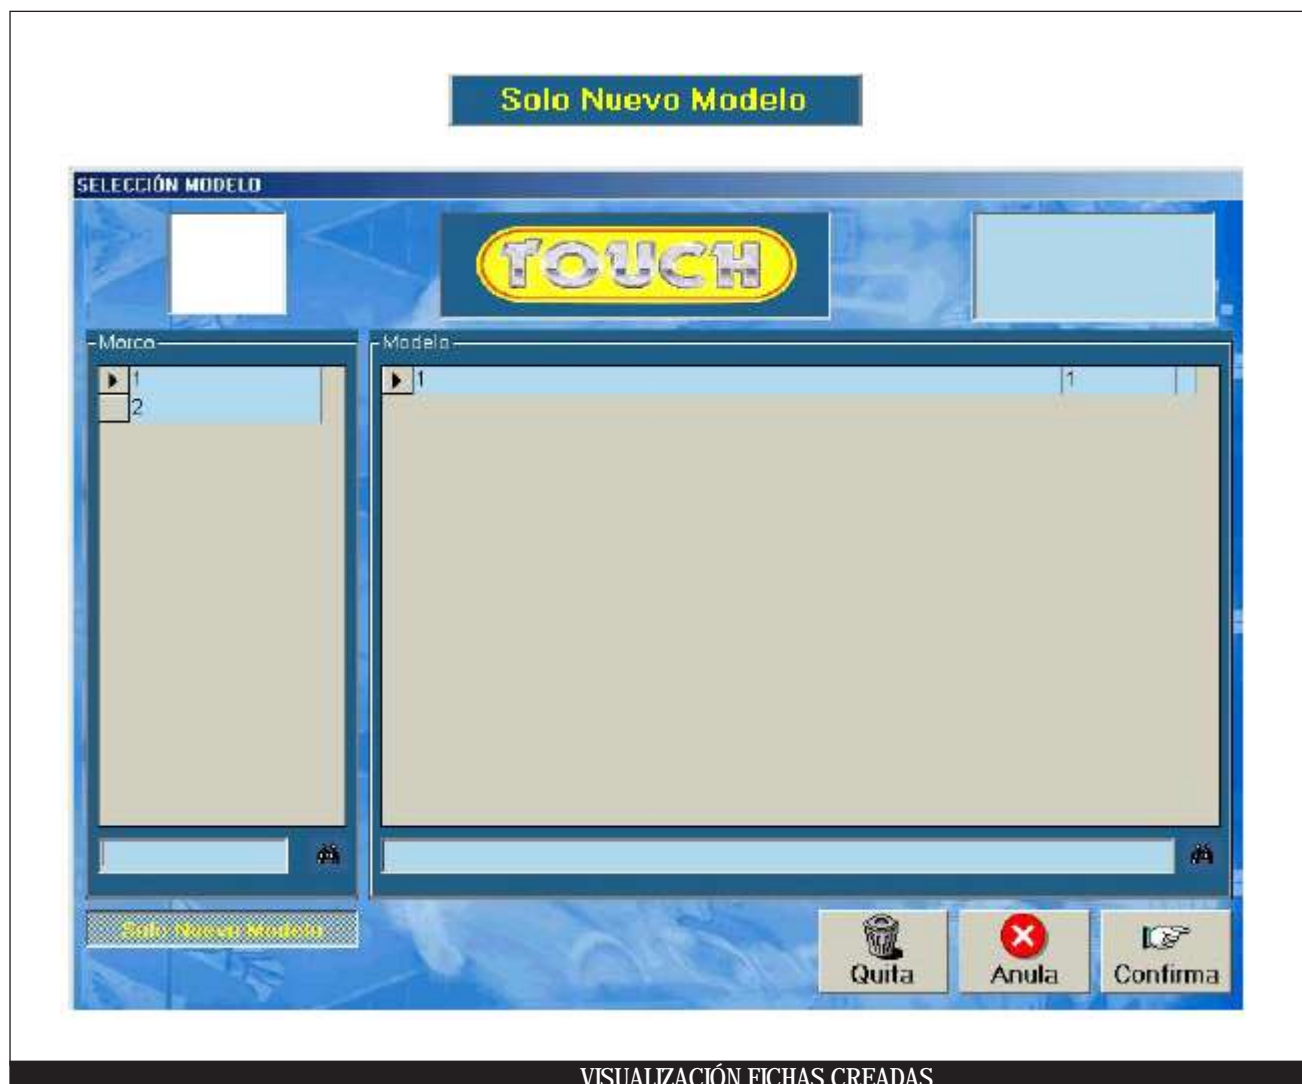 Solo Nuevo Modelo
SELECCIÓN MODELO
TOUCH
Marca
Modelo
1
2
1
1
Solo Nuevo Modelo
Quita
Anula
Confirma
VISUALIZACIÓN FICHAS CREADAS